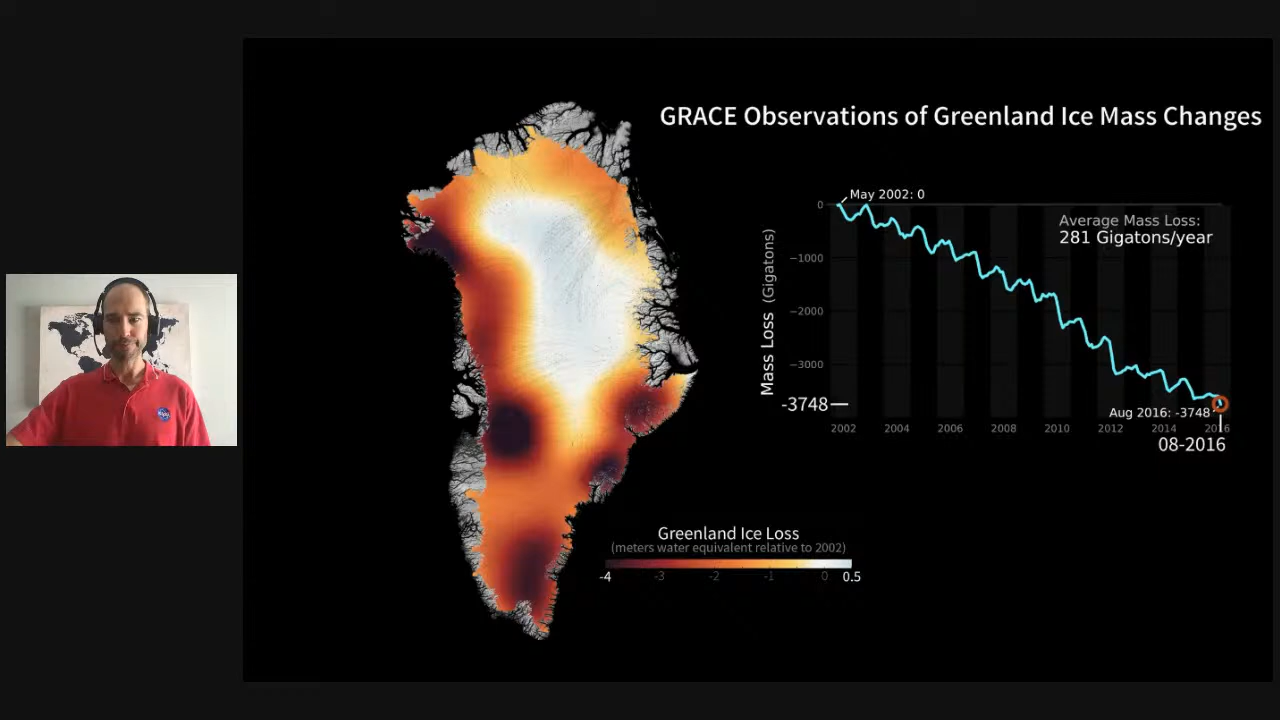 GRACE Observations of Greenland Ice Mass Changes
May 2002: 0
Average Mass Loss:
281 Gigatons/year
Mass Loss (Gigatons)
0
−1000
−2000
−3000
-3748
Aug 2016: -3748
2002 2004 2006 2008 2010 2012 2014 2016
08-2016
Greenland Ice Loss
(meters water equivalent relative to 2002)
-4 -3 -2 -1 0 0.5
NASA